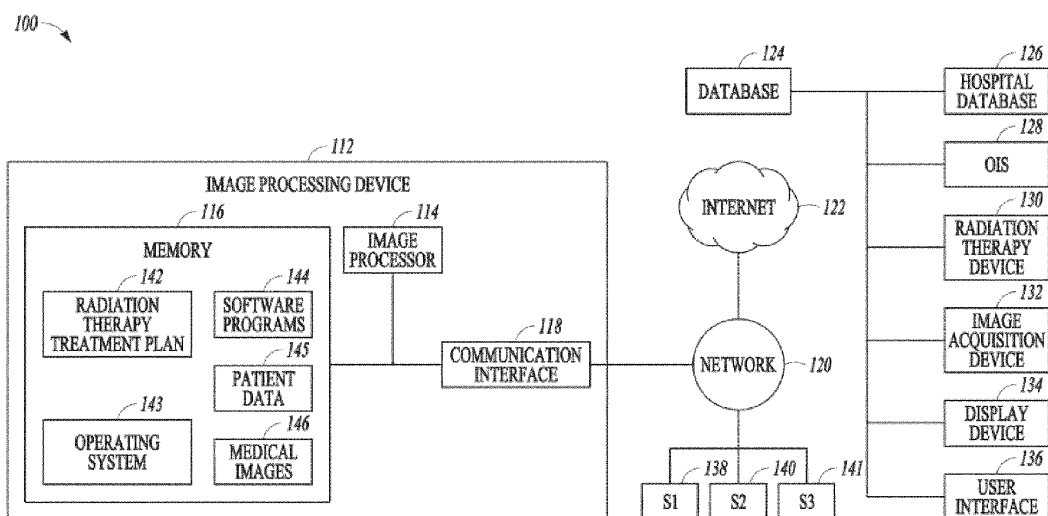 100
124
DATABASE
126
HOSPITAL
DATABASE
128
OIS
112
IMAGE PROCESSING DEVICE
INTERNET
122
130
RADIATION
THERAPY
DEVICE
116
MEMORY
114
IMAGE
PROCESSOR
142
RADIATION
THERAPY
TREATMENT PLAN
144
SOFTWARE
PROGRAMS
132
IMAGE
ACQUISITION
DEVICE
118
COMMUNICATION
INTERFACE
NETWORK
120
145
PATIENT
DATA
134
DISPLAY
DEVICE
143
OPERATING
SYSTEM
146
MEDICAL
IMAGES
138
S1
140
S2
141
S3
136
USER
INTERFACE